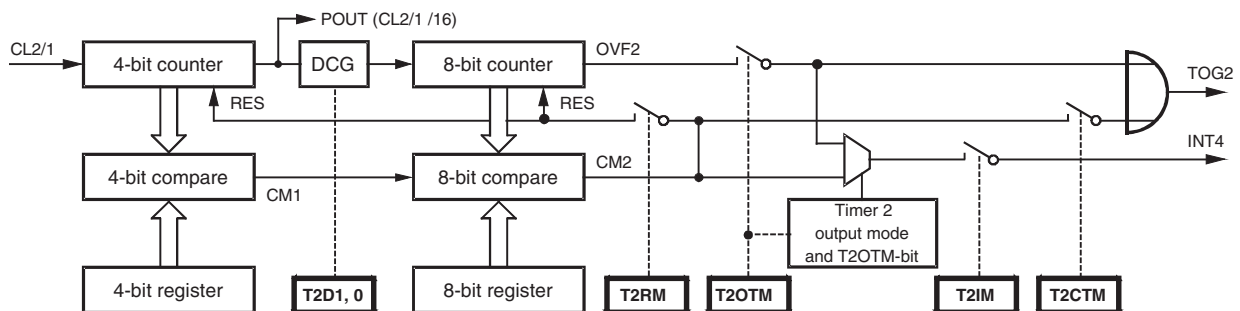 POUT (CL2/1 /16)
CL2/1
4-bit counter
DCG
8-bit counter
OVF2
TOG2
RES
RES
INT4
4-bit compare
CM1
8-bit compare
CM2
Timer 2
output mode
and T2OTM-bit
4-bit register
T2D1, 0
8-bit register
T2RM
T2OTM
T2IM
T2CTM